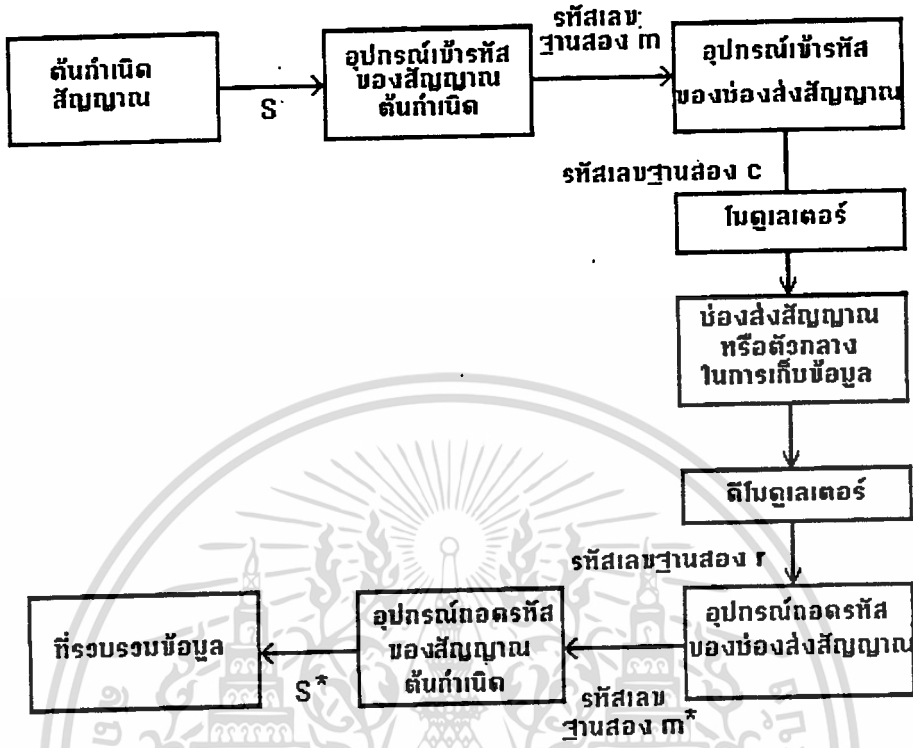 ต้นกำเนิด
สัญญาณ
S
อุปกรณ์เข้ารหัส
ของสัญญาณ
ต้นกำเนิด
รหัสเลข
ฐานสอง m
อุปกรณ์เข้ารหัส
ของช่องส่งสัญญาณ
รหัสเลขฐานสอง c
โมดูเลเตอร์
ช่องส่งสัญญาณ
หรือตัวกลาง
ในการเก็บข้อมูล
ดีโมดูเลเตอร์
รหัสเลขฐานสอง r
อุปกรณ์ถอดรหัส
ของช่องส่งสัญญาณ
รหัสเลข
ฐานสอง m*
อุปกรณ์ถอดรหัส
ของสัญญาณ
ต้นกำเนิด
S*
ที่รวบรวมข้อมูล